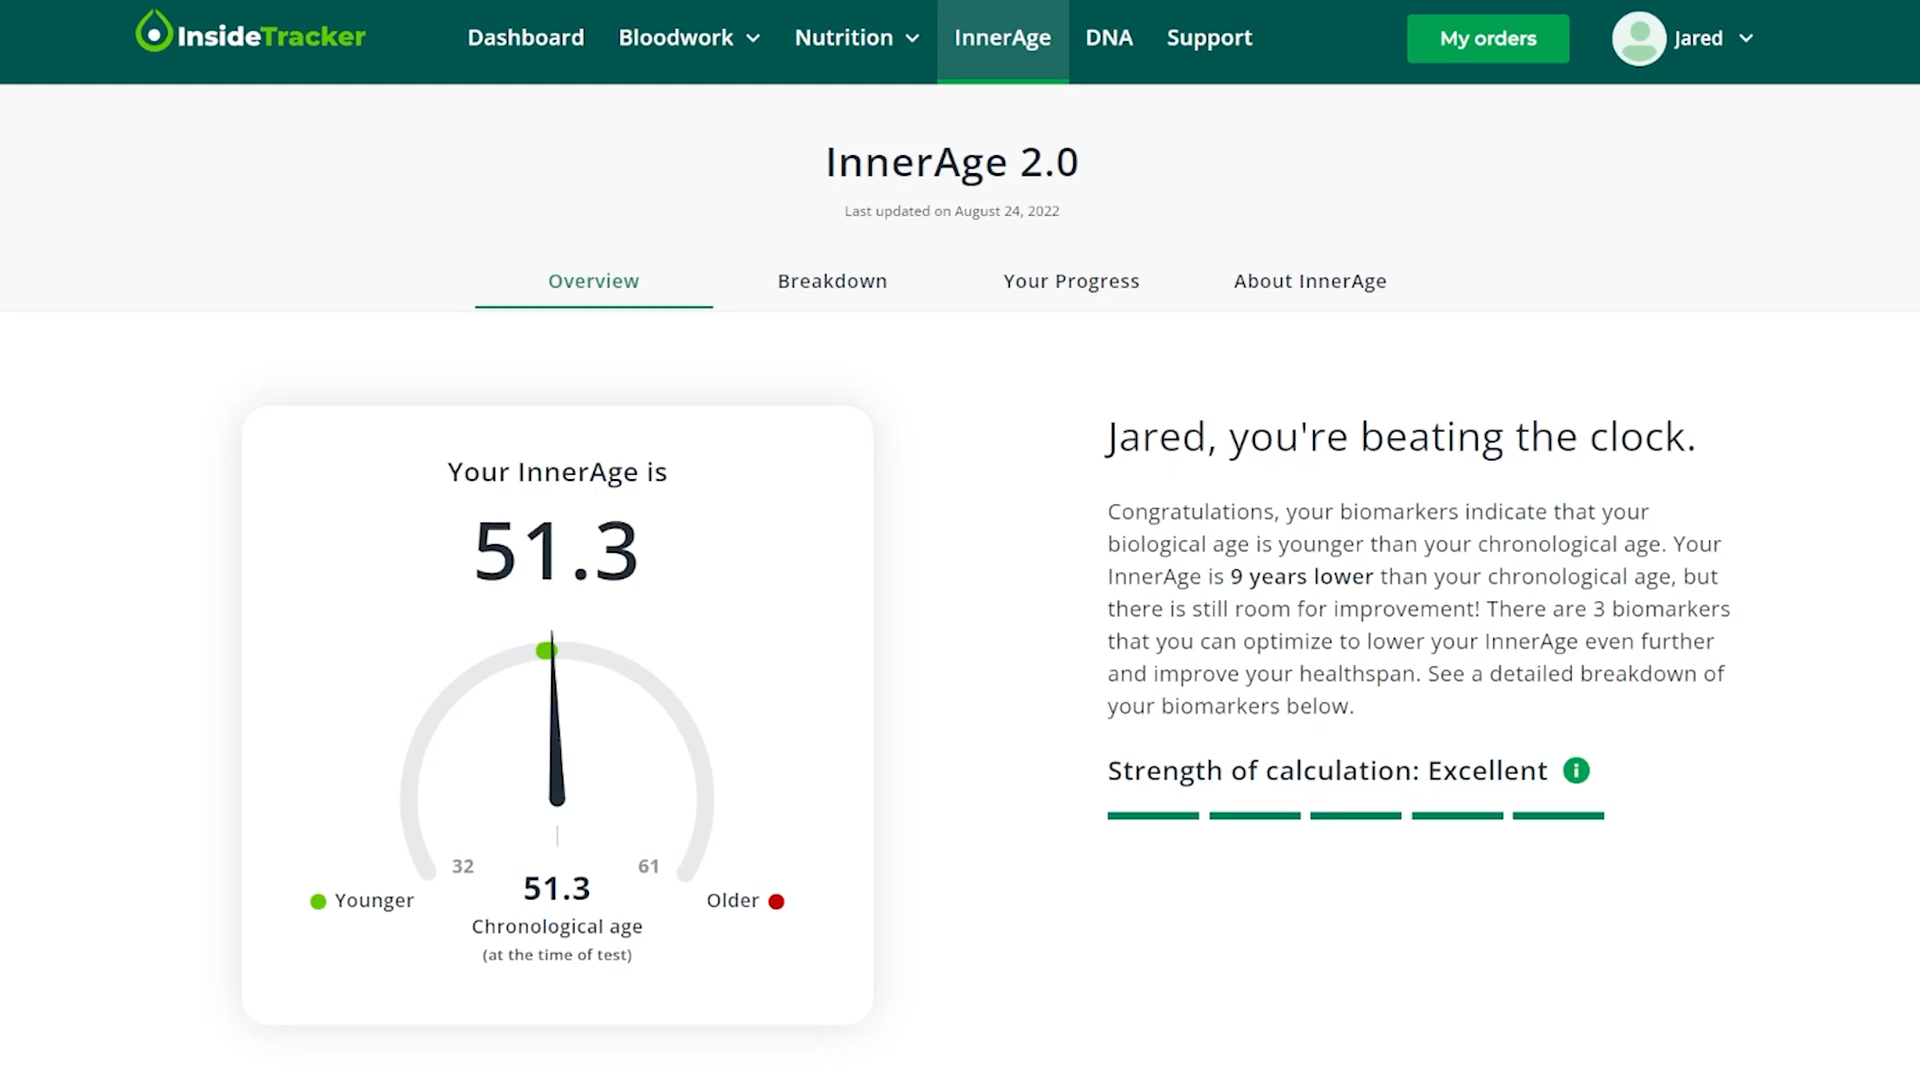 InsideTracker
Dashboard
Bloodwork
Nutrition
InnerAge
DNA
Support
My orders
Jared
InnerAge 2.0
Last updated on August 24, 2022
Overview
Breakdown
Your Progress
About InnerAge
Your InnerAge is
51.3
32
61
51.3
Younger
Older
Chronological age
(at the time of test)
Jared, you're beating the clock.
Congratulations, your biomarkers indicate that your
biological age is younger than your chronological age. Your
InnerAge is 9 years lower than your chronological age, but
there is still room for improvement! There are 3 biomarkers
that you can optimize to lower your InnerAge even further
and improve your healthspan. See a detailed breakdown of
your biomarkers below.
Strength of calculation: Excellent
i